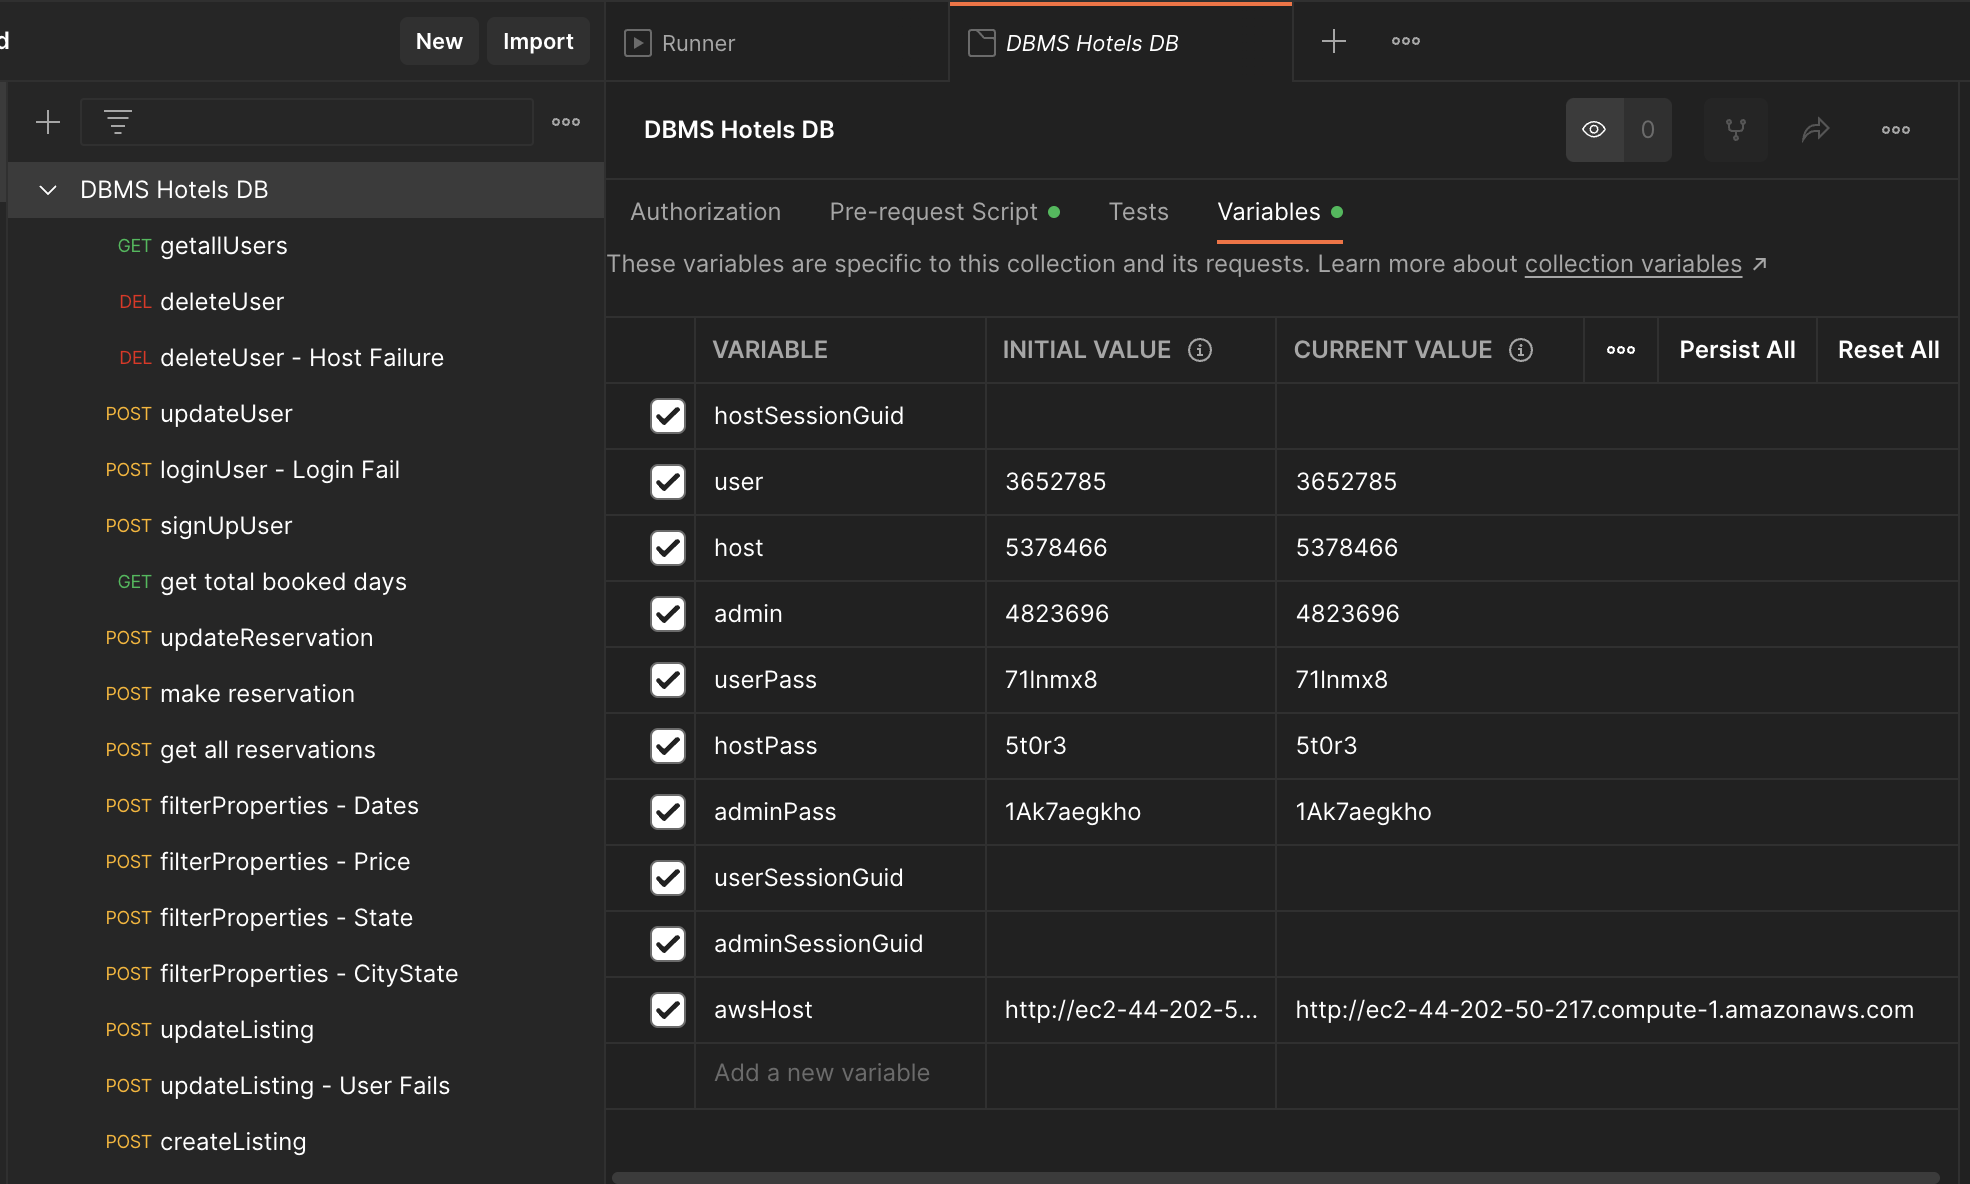 d
New Import
Runner
DBMS Hotels DB
DBMS Hotels DB
GET getallUsers
DEL deleteUser
DEL deleteUser - Host Failure
POST updateUser
POST loginUser - Login Fail
POST signUpUser
GET get total booked days
POST updateReservation
POST make reservation
POST get all reservations
POST filterProperties - Dates
POST filterProperties - Price
POST filterProperties - State
POST filterProperties - CityState
POST updateListing
POST updateListing - User Fails
POST createListing
DBMS Hotels DB 0
Authorization Pre-request Script Tests Variables
These variables are specific to this collection and its requests. Learn more about collection variables ↗
VARIABLE INITIAL VALUE CURRENT VALUE Persist All Reset All
hostSessionGuid
user 3652785 3652785
host 5378466 5378466
admin 4823696 4823696
userPass 71lnmx8 71lnmx8
hostPass 5t0r3 5t0r3
adminPass 1Ak7aegkho 1Ak7aegkho
userSessionGuid
adminSessionGuid
awsHost http://ec2-44-202-5... http://ec2-44-202-50-217.compute-1.amazonaws.com
Add a new variable